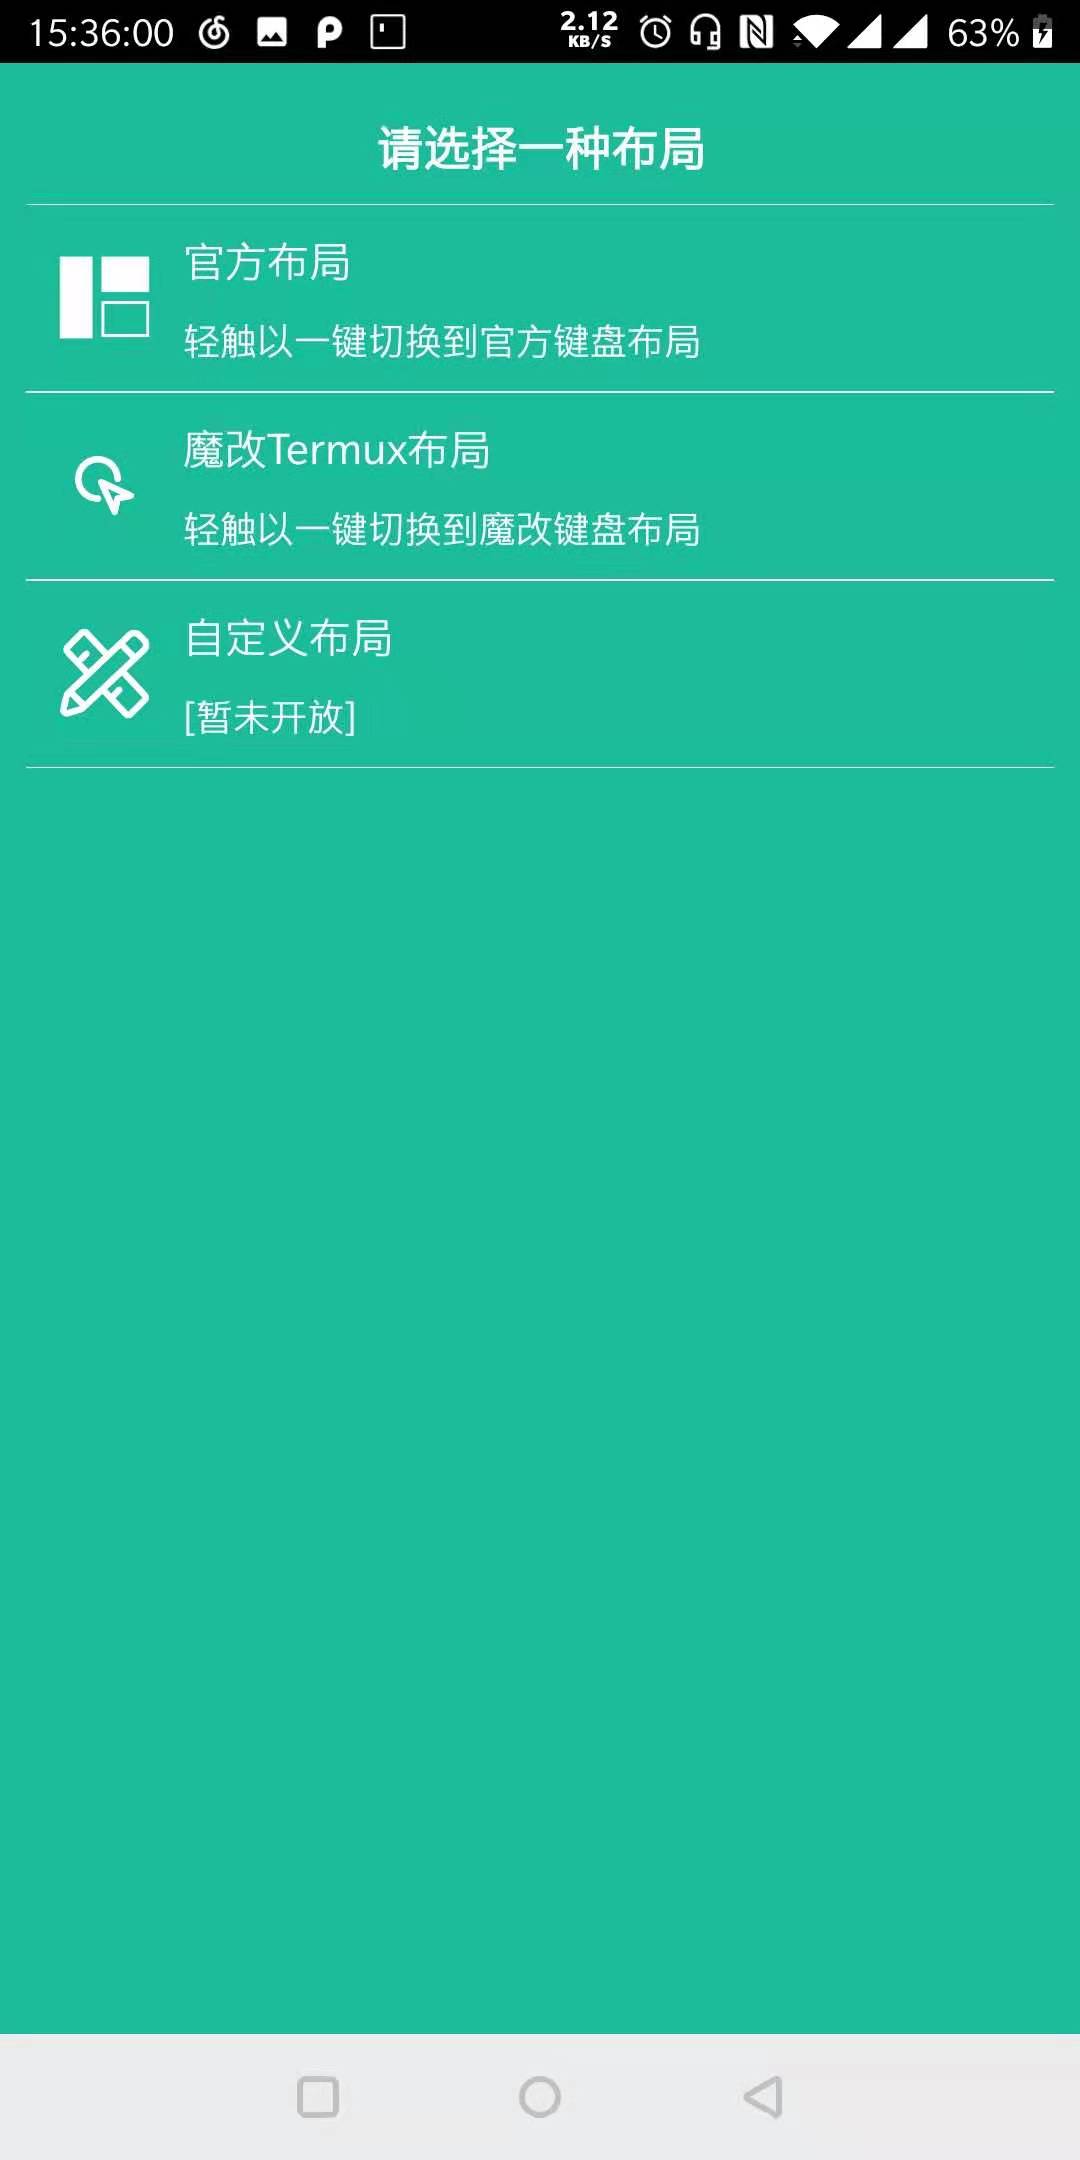 15:36:00
2.12
KB/S
63%
请选择一种布局
官方布局
轻触以一键切换到官方键盘布局
魔改Termux布局
轻触以一键切换到魔改键盘布局
自定义布局
[暂未开放]